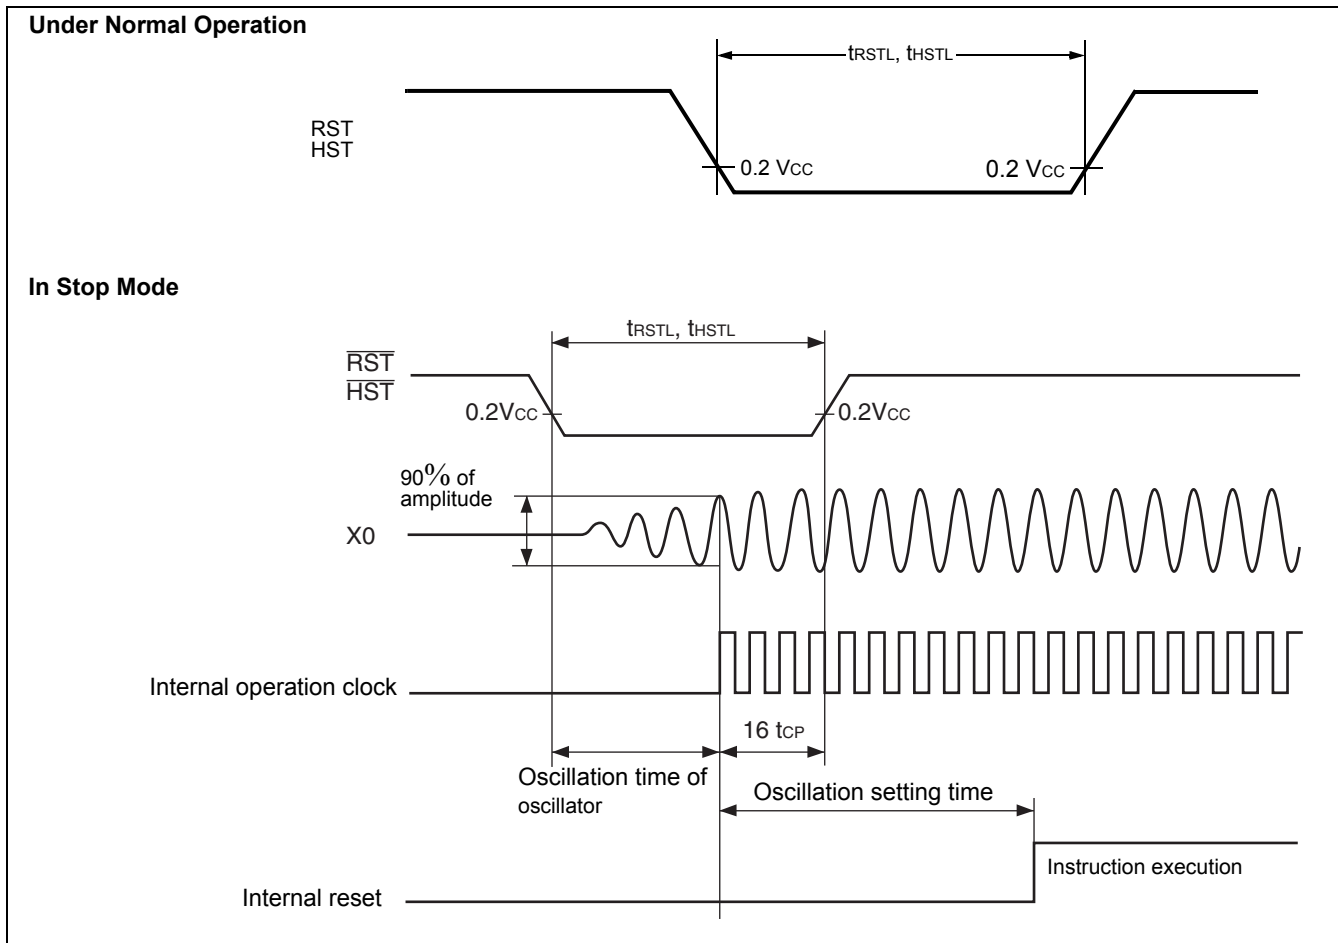 Under Normal Operation
tRSTL, tHSTL
RST
HST
0.2 VCC
0.2 VCC
In Stop Mode
tRSTL, tHSTL
RST
HST
0.2VCC
0.2VCC
90% of
amplitude
X0
Internal operation clock
16 tCP
Oscillation time of
oscillator
Oscillation setting time
Instruction execution
Internal reset